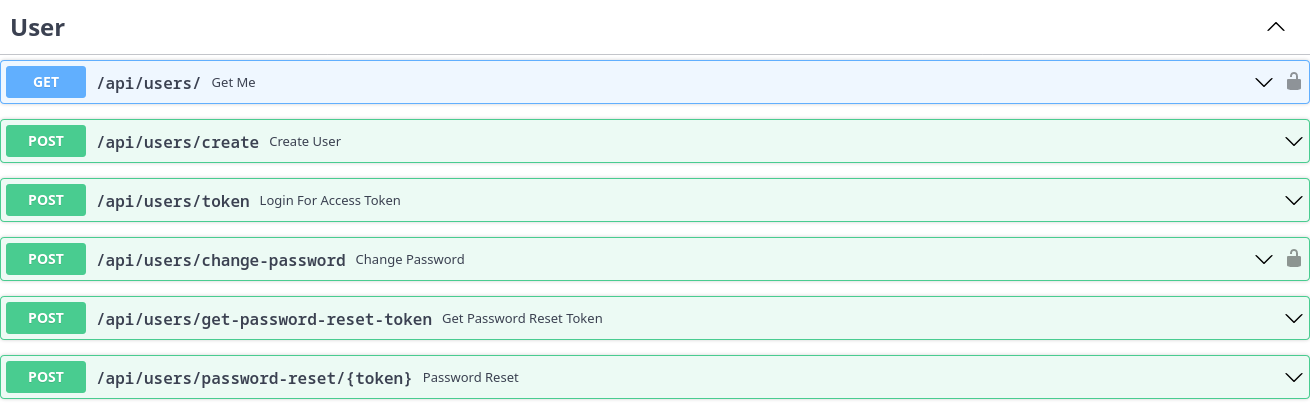 User
GET /api/users/ Get Me
POST /api/users/create Create User
POST /api/users/token Login For Access Token
POST /api/users/change-password Change Password
POST /api/users/get-password-reset-token Get Password Reset Token
POST /api/users/password-reset/{token} Password Reset